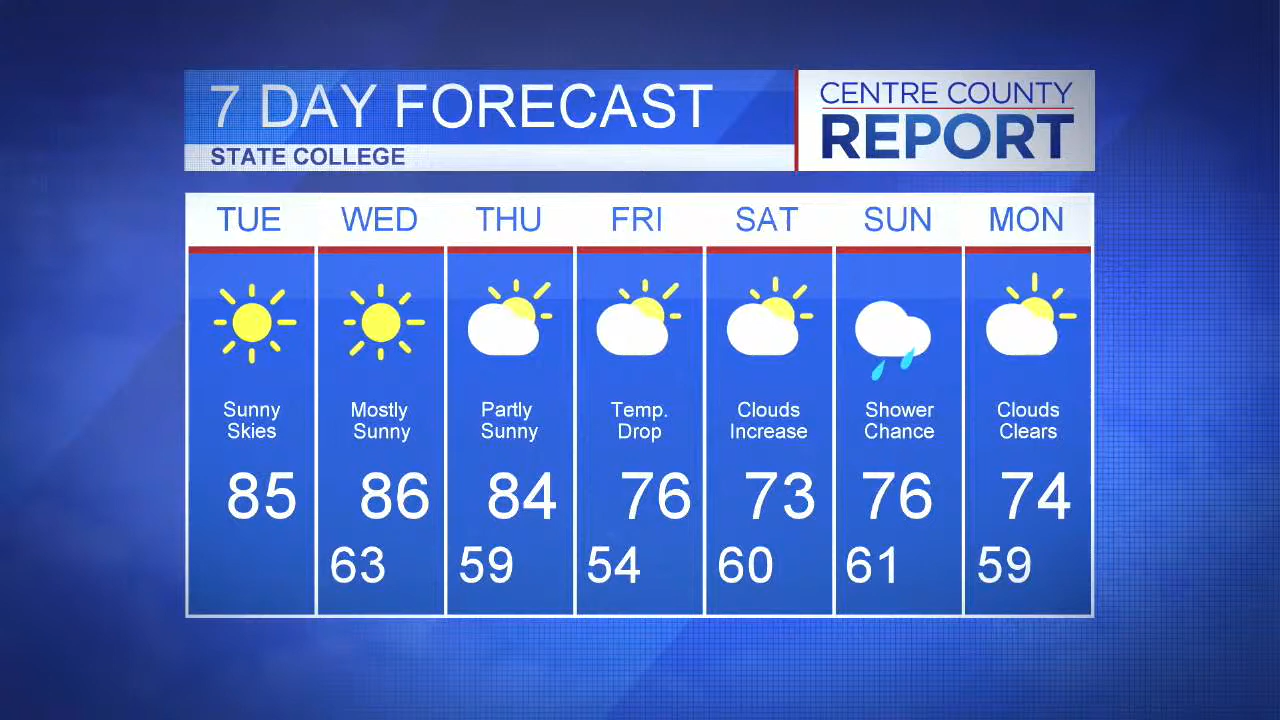 7 DAY FORECAST
STATE COLLEGE
CENTRE COUNTY
REPORT
TUE WED THU FRI SAT SUN MON
Sunny Mostly Partly Temp. Clouds Shower Clouds
Skies Sunny Sunny Drop Increase Chance Clears
85 86 84 76 73 76 74
63 59 54 60 61 59